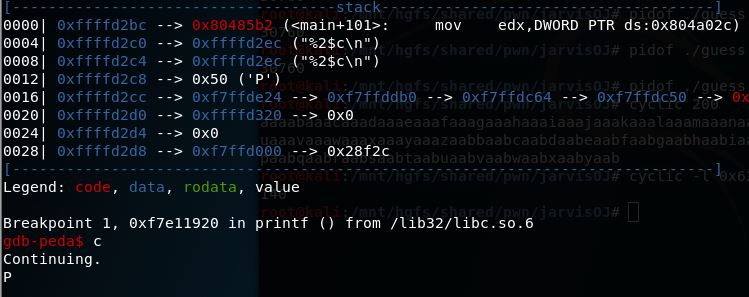 [------------------------------------stack-------------------------------------]
0000| 0xffffd2bc --> 0x80485b2 (<main+101>: mov edx,DWORD PTR ds:0x804a02c)
0004| 0xffffd2c0 --> 0xffffd2ec ("%2$c\n")
0008| 0xffffd2c4 --> 0xffffd2ec ("%2$c\n")
0012| 0xffffd2c8 --> 0x50 ('P')
0016| 0xffffd2cc --> 0xf7ffde24 --> 0xf7ffddb0 --> 0xf7ffdc64 --> 0xf7ffdc50 --> 0x
0020| 0xffffd2d0 --> 0xffffd320 --> 0x0
0024| 0xffffd2d4 --> 0x0
0028| 0xffffd2d8 --> 0xf7ffd000 --> 0x28f2c
[------------------------------------------------------------------------------]
Legend: code, data, rodata, value
Breakpoint 1, 0xf7e11920 in printf () from /lib32/libc.so.6
gdb-peda$ c
Continuing.
P